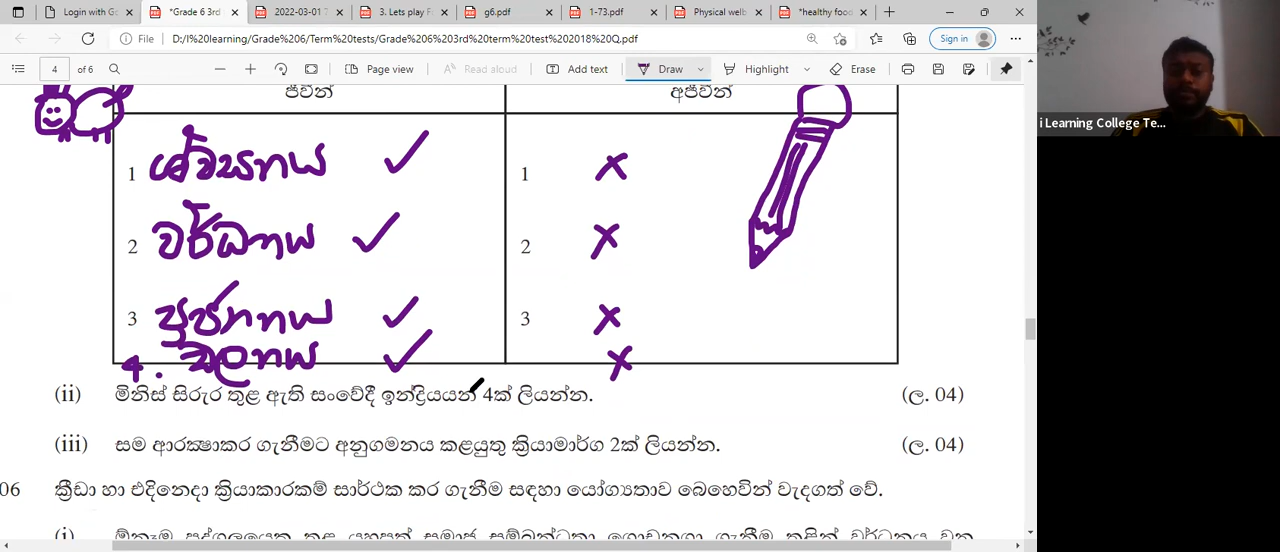 Login with Go
*Grade 6 3rd
2022-03-01 7
3. Lets play F
g6.pdf
1-73.pdf
Physical welb
*healthy food
File D:/I%20learning/Grade%206/Term%20tests/Grade%206%203rd%20term%20test%202018%20Q.pdf
Sign in
4 of 6
Page view
Read aloud
Add text
Draw
Highlight
Erase
i Learning College Te...
ජීවීන් අජීවීන්
1 ශ්වසනය ✓ 1 ✗
2 වර්ධනය ✓ 2 ✗
3 ප්‍රජනනය ✓ 3 ✗
4. චලනය ✓ ✗
(ii) මිනිස් සිරුර තුළ ඇති සංවේදී ඉන්ද්‍රියයන් 4ක් ලියන්න. (ල. 04)
(iii) සම ආරක්‍ෂාකර ගැනීමට අනුගමනය කළයුතු ක්‍රියාමාර්ග 2ක් ලියන්න. (ල. 04)
06 ක්‍රීඩා හා එදිනෙදා ක්‍රියාකාරකම් සාර්ථක කර ගැනීම සඳහා යෝග්‍යතාව බෙහෙවින් වැදගත් වේ.